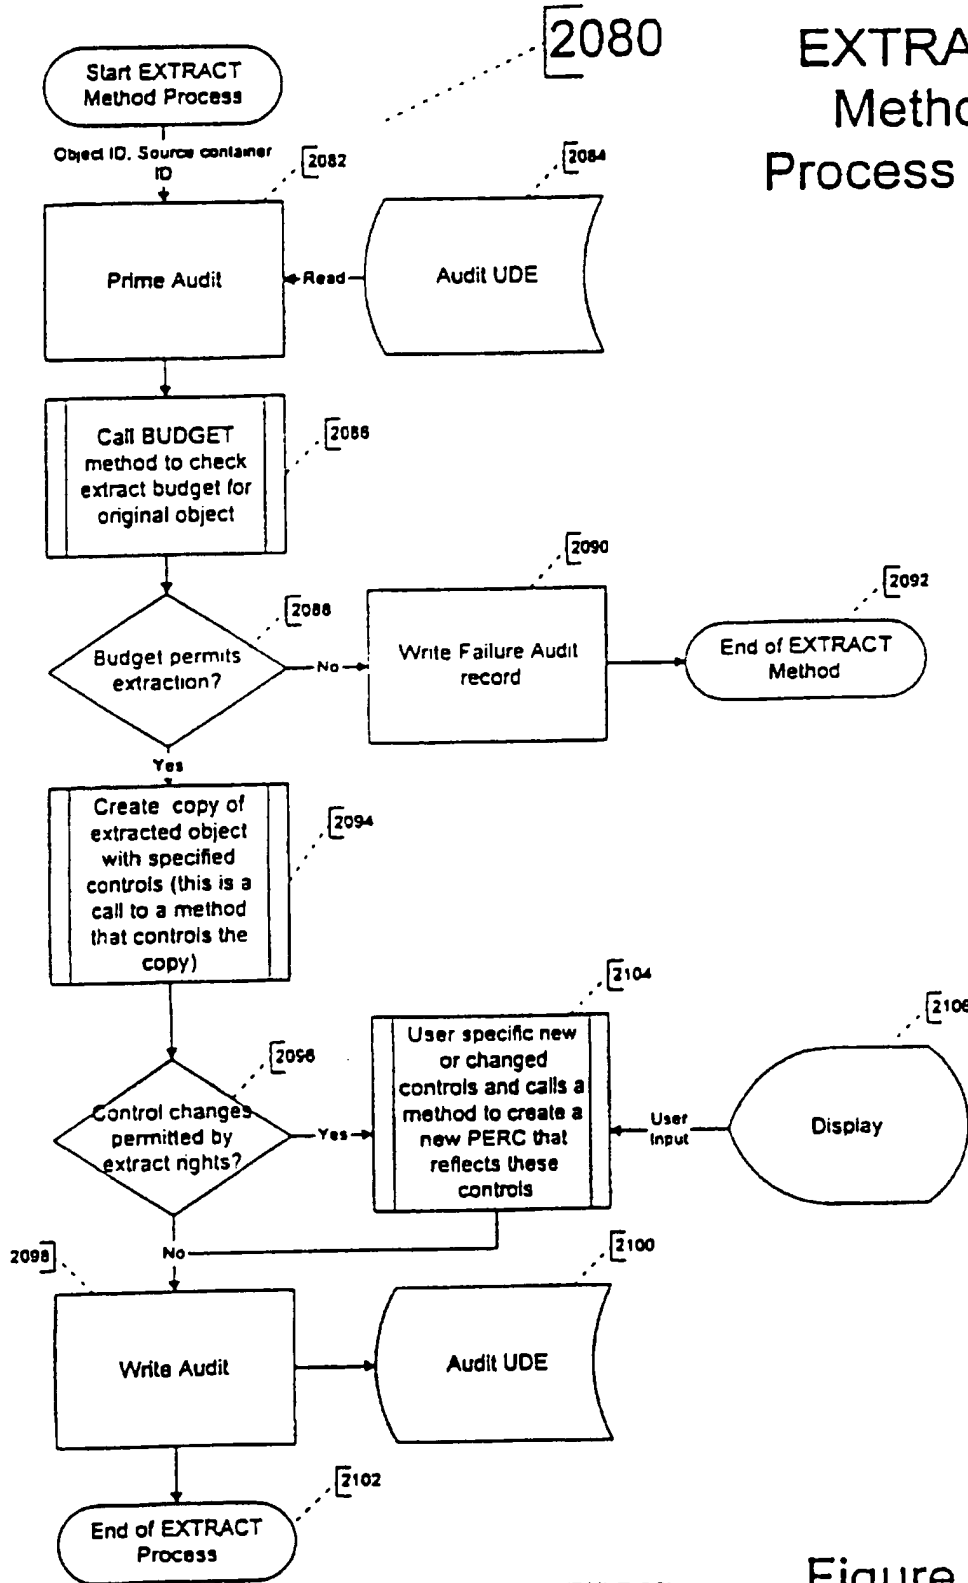 2080
EXTRA
Metho
Process
Start EXTRACT
Method Process
Object ID, Source container
ID
2082
2084
Prime Audit
Read
Audit UDE
Call BUDGET
method to check
extract budget for
original object
2086
2090
2092
2088
Budget permits
extraction?
No
Write Failure Audit
record
End of EXTRACT
Method
Yes
Create copy of
extracted object
with specified
controls (this is a
call to a method
that controls the
copy)
2094
2104
2106
2096
Control changes
permitted by
extract rights?
Yes
User specific new
or changed
controls and calls a
method to create a
new PERC that
reflects these
controls
User
Input
Display
No
2098
2100
Write Audit
Audit UDE
2102
End of EXTRACT
Process
Figure